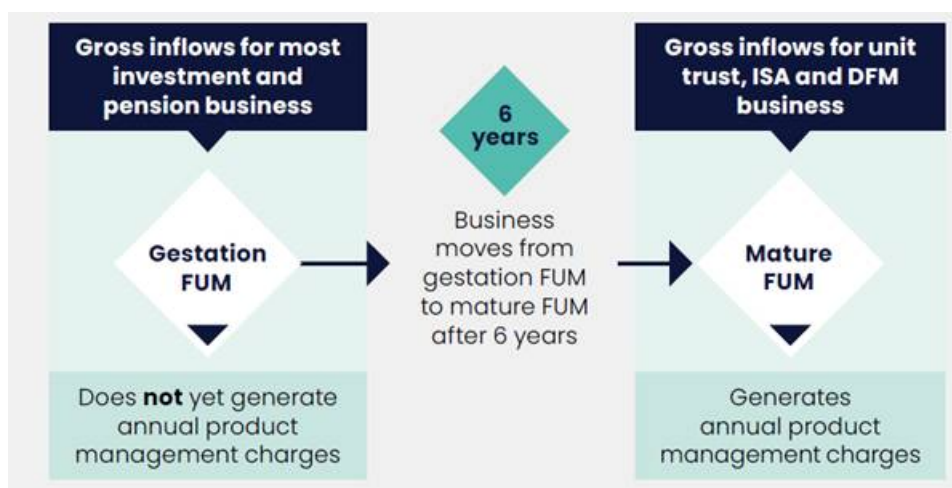 Gross inflows for most
investment and
pension business
Gestation
FUM
Does not yet generate
annual product
management charges
6
years
Business
moves from
gestation FUM
to mature FUM
after 6 years
Gross inflows for unit
trust, ISA and DFM
business
Mature
FUM
Generates
annual product
management charges